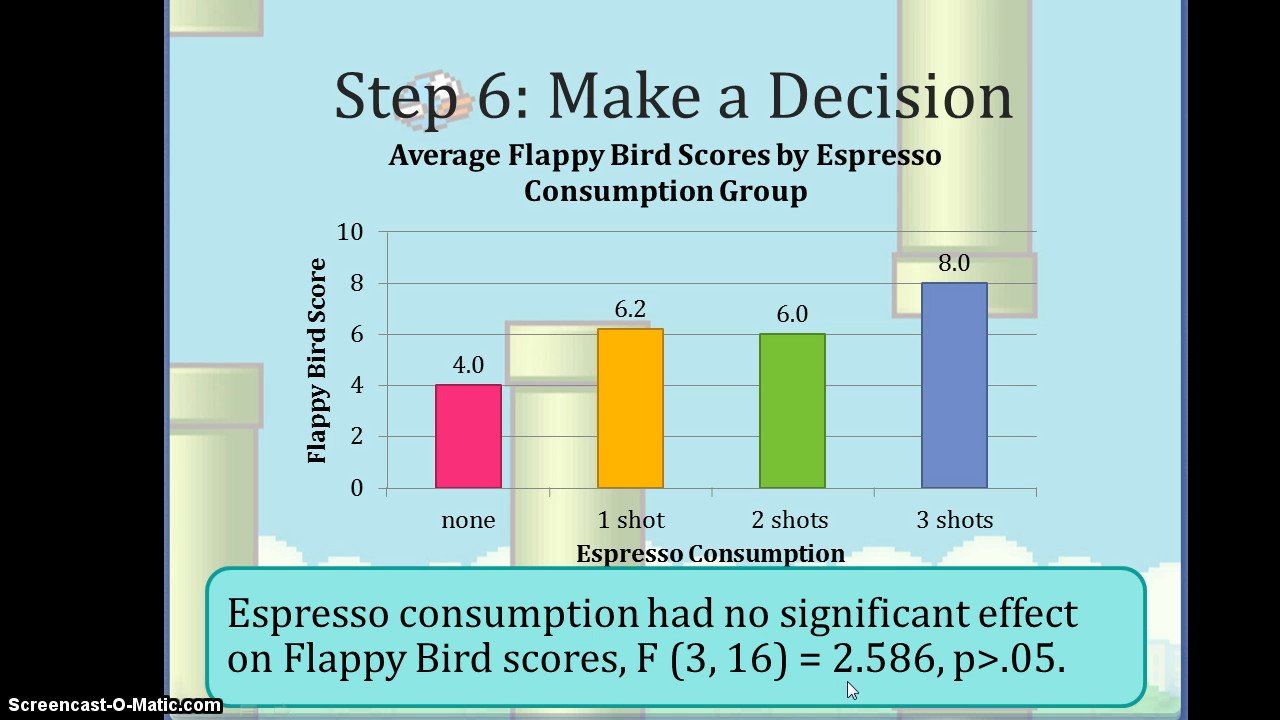 Step 6: Make a Decision
Average Flappy Bird Scores by Espresso
Consumption Group
Flappy Bird Score
10
8
6
4
2
0
4.0
6.2
6.0
8.0
none
1 shot
2 shots
3 shots
Espresso Consumption
Espresso consumption had no significant effect
on Flappy Bird scores, F (3, 16) = 2.586, p>.05.
Screencast-O-Matic.com